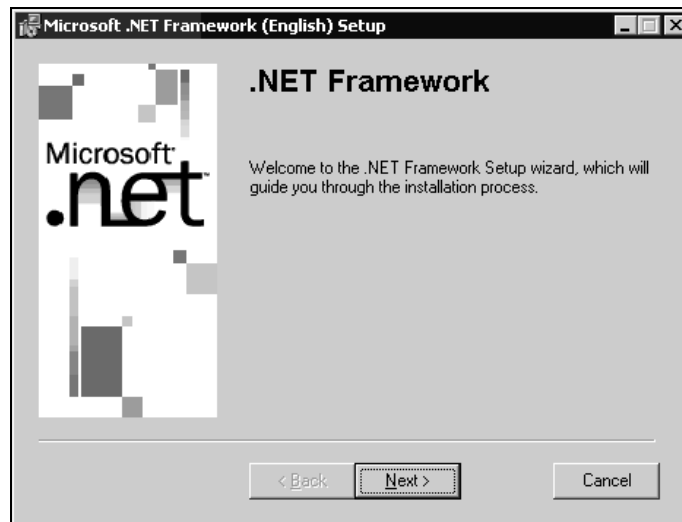 Microsoft .NET Framework (English) Setup
.NET Framework
Microsoft
.net
Welcome to the .NET Framework Setup wizard, which will
guide you through the installation process.
< Back
Next >
Cancel